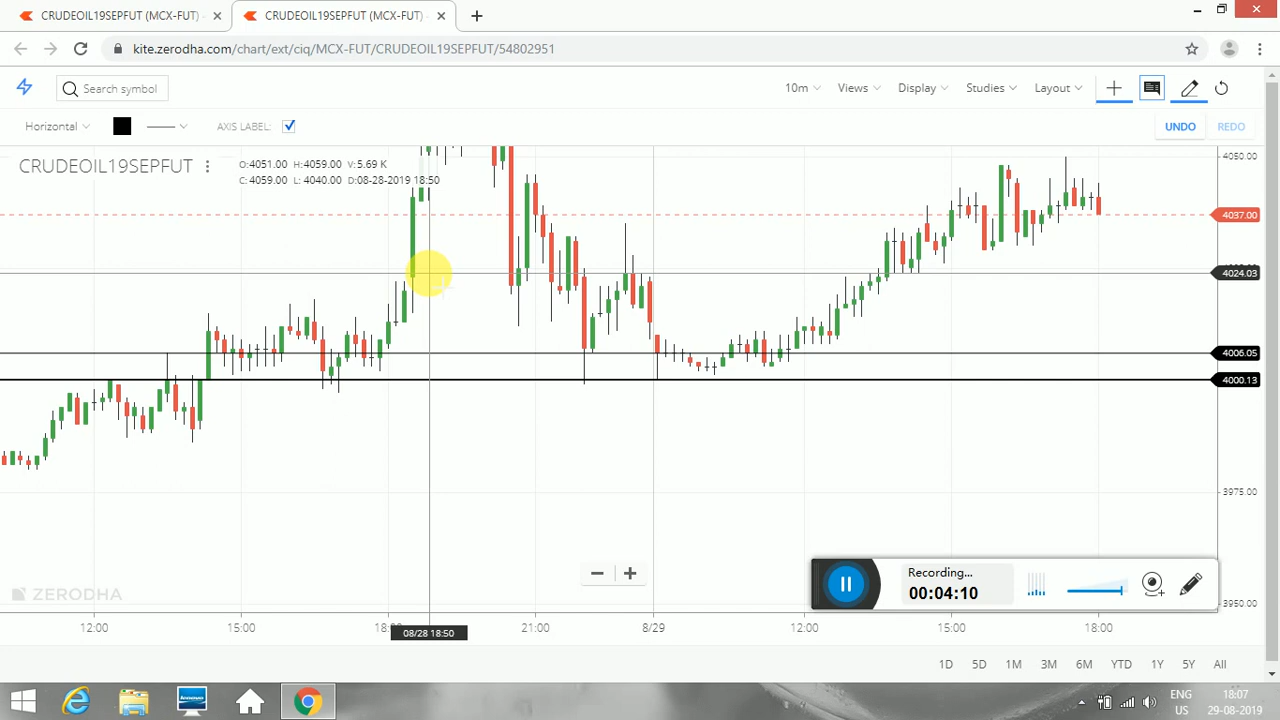 CRUDEOIL19SEPFUT (MCX-FUT)
CRUDEOIL19SEPFUT (MCX-FUT)
kite.zerodha.com/chart/ext/ciq/MCX-FUT/CRUDEOIL19SEPFUT/54802951
Search symbol
10m Views Display Studies Layout
Horizontal AXIS LABEL: UNDO REDO
CRUDEOIL19SEPFUT
O:4051.00 H:4059.00 V:5.69 K
C:4059.00 L:4040.00 D:08-28-2019 18:50
4050.00
4037.00
4024.03
4006.05
4000.13
3975.00
3950.00
ZERODHA
Recording...
00:04:10
12:00 15:00 18:00 21:00 8/29 12:00 15:00 18:00
08/28 18:50
1D 5D 1M 3M 6M YTD 1Y 5Y All
ENG
US
18:07
29-08-2019